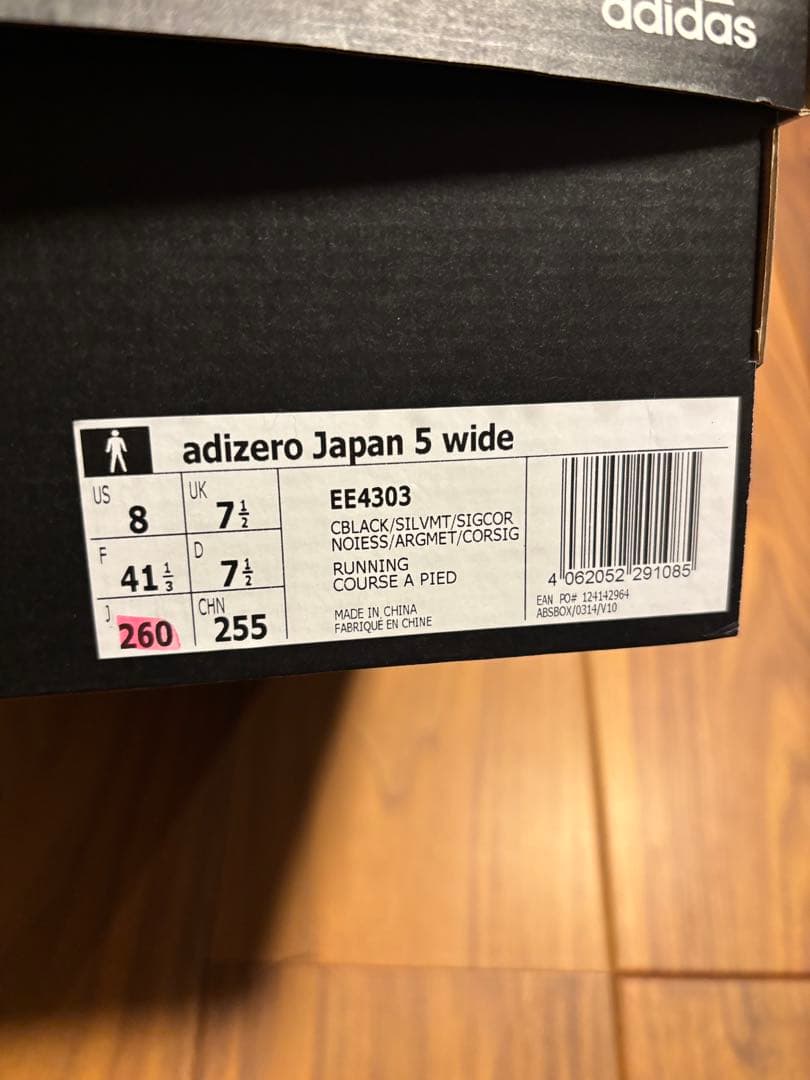 adidas
adizero Japan 5 wide
US 8
UK 7½
F 41⅓
D 7½
J 260
CHN 255
EE4303
CBLACK/SILVMT/SIGCOR
NOIESS/ARGMET/CORSIG
RUNNING
COURSE A PIED
MADE IN CHINA
FABRIQUÉ EN CHINE
4 062052 291085
EAN PO# 124142964
ABSBOX/0314/V10